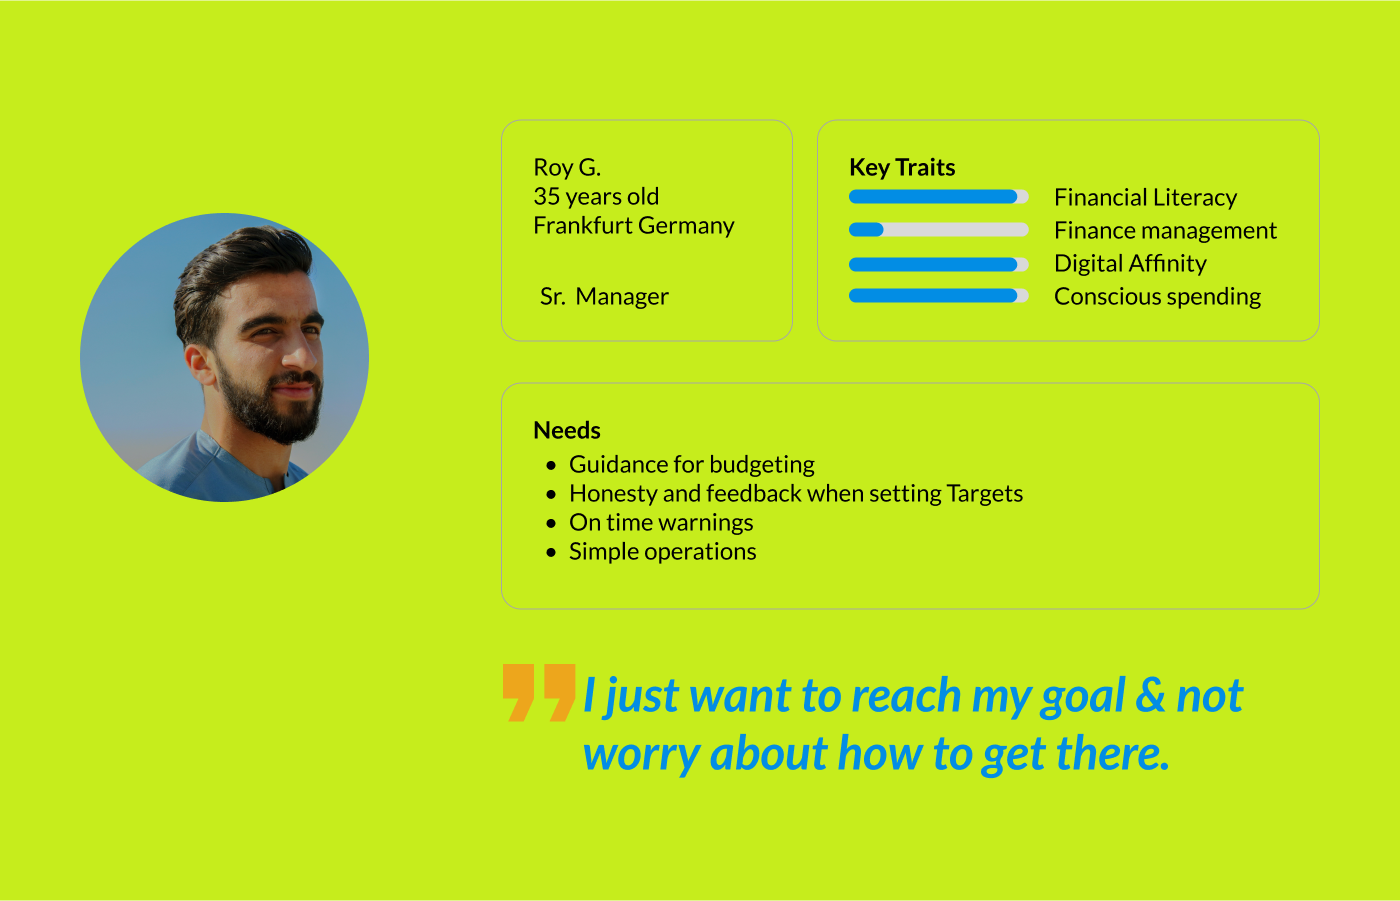 Roy G.
35 years old
Frankfurt Germany
Sr. Manager
Key Traits
Financial Literacy
Finance management
Digital Affinity
Conscious spending
Needs
• Guidance for budgeting
• Honesty and feedback when setting Targets
• On time warnings
• Simple operations
” I just want to reach my goal & not
worry about how to get there.